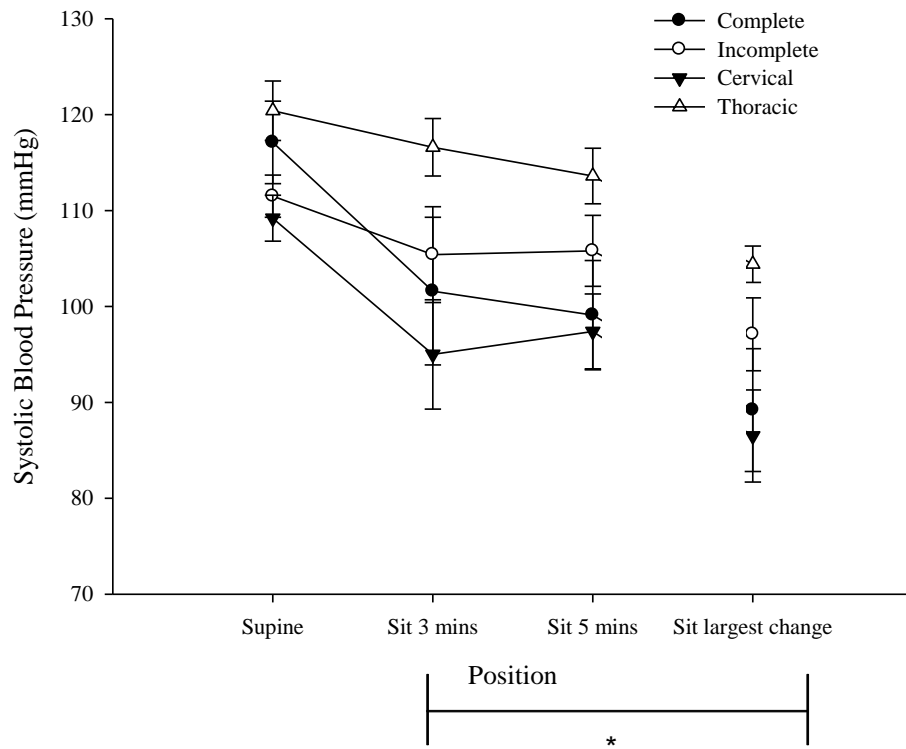 130
120
110
100
90
80
70
Systolic Blood Pressure (mmHg)
Complete
Incomplete
Cervical
Thoracic
Supine
Sit 3 mins
Sit 5 mins
Sit largest change
Position
*